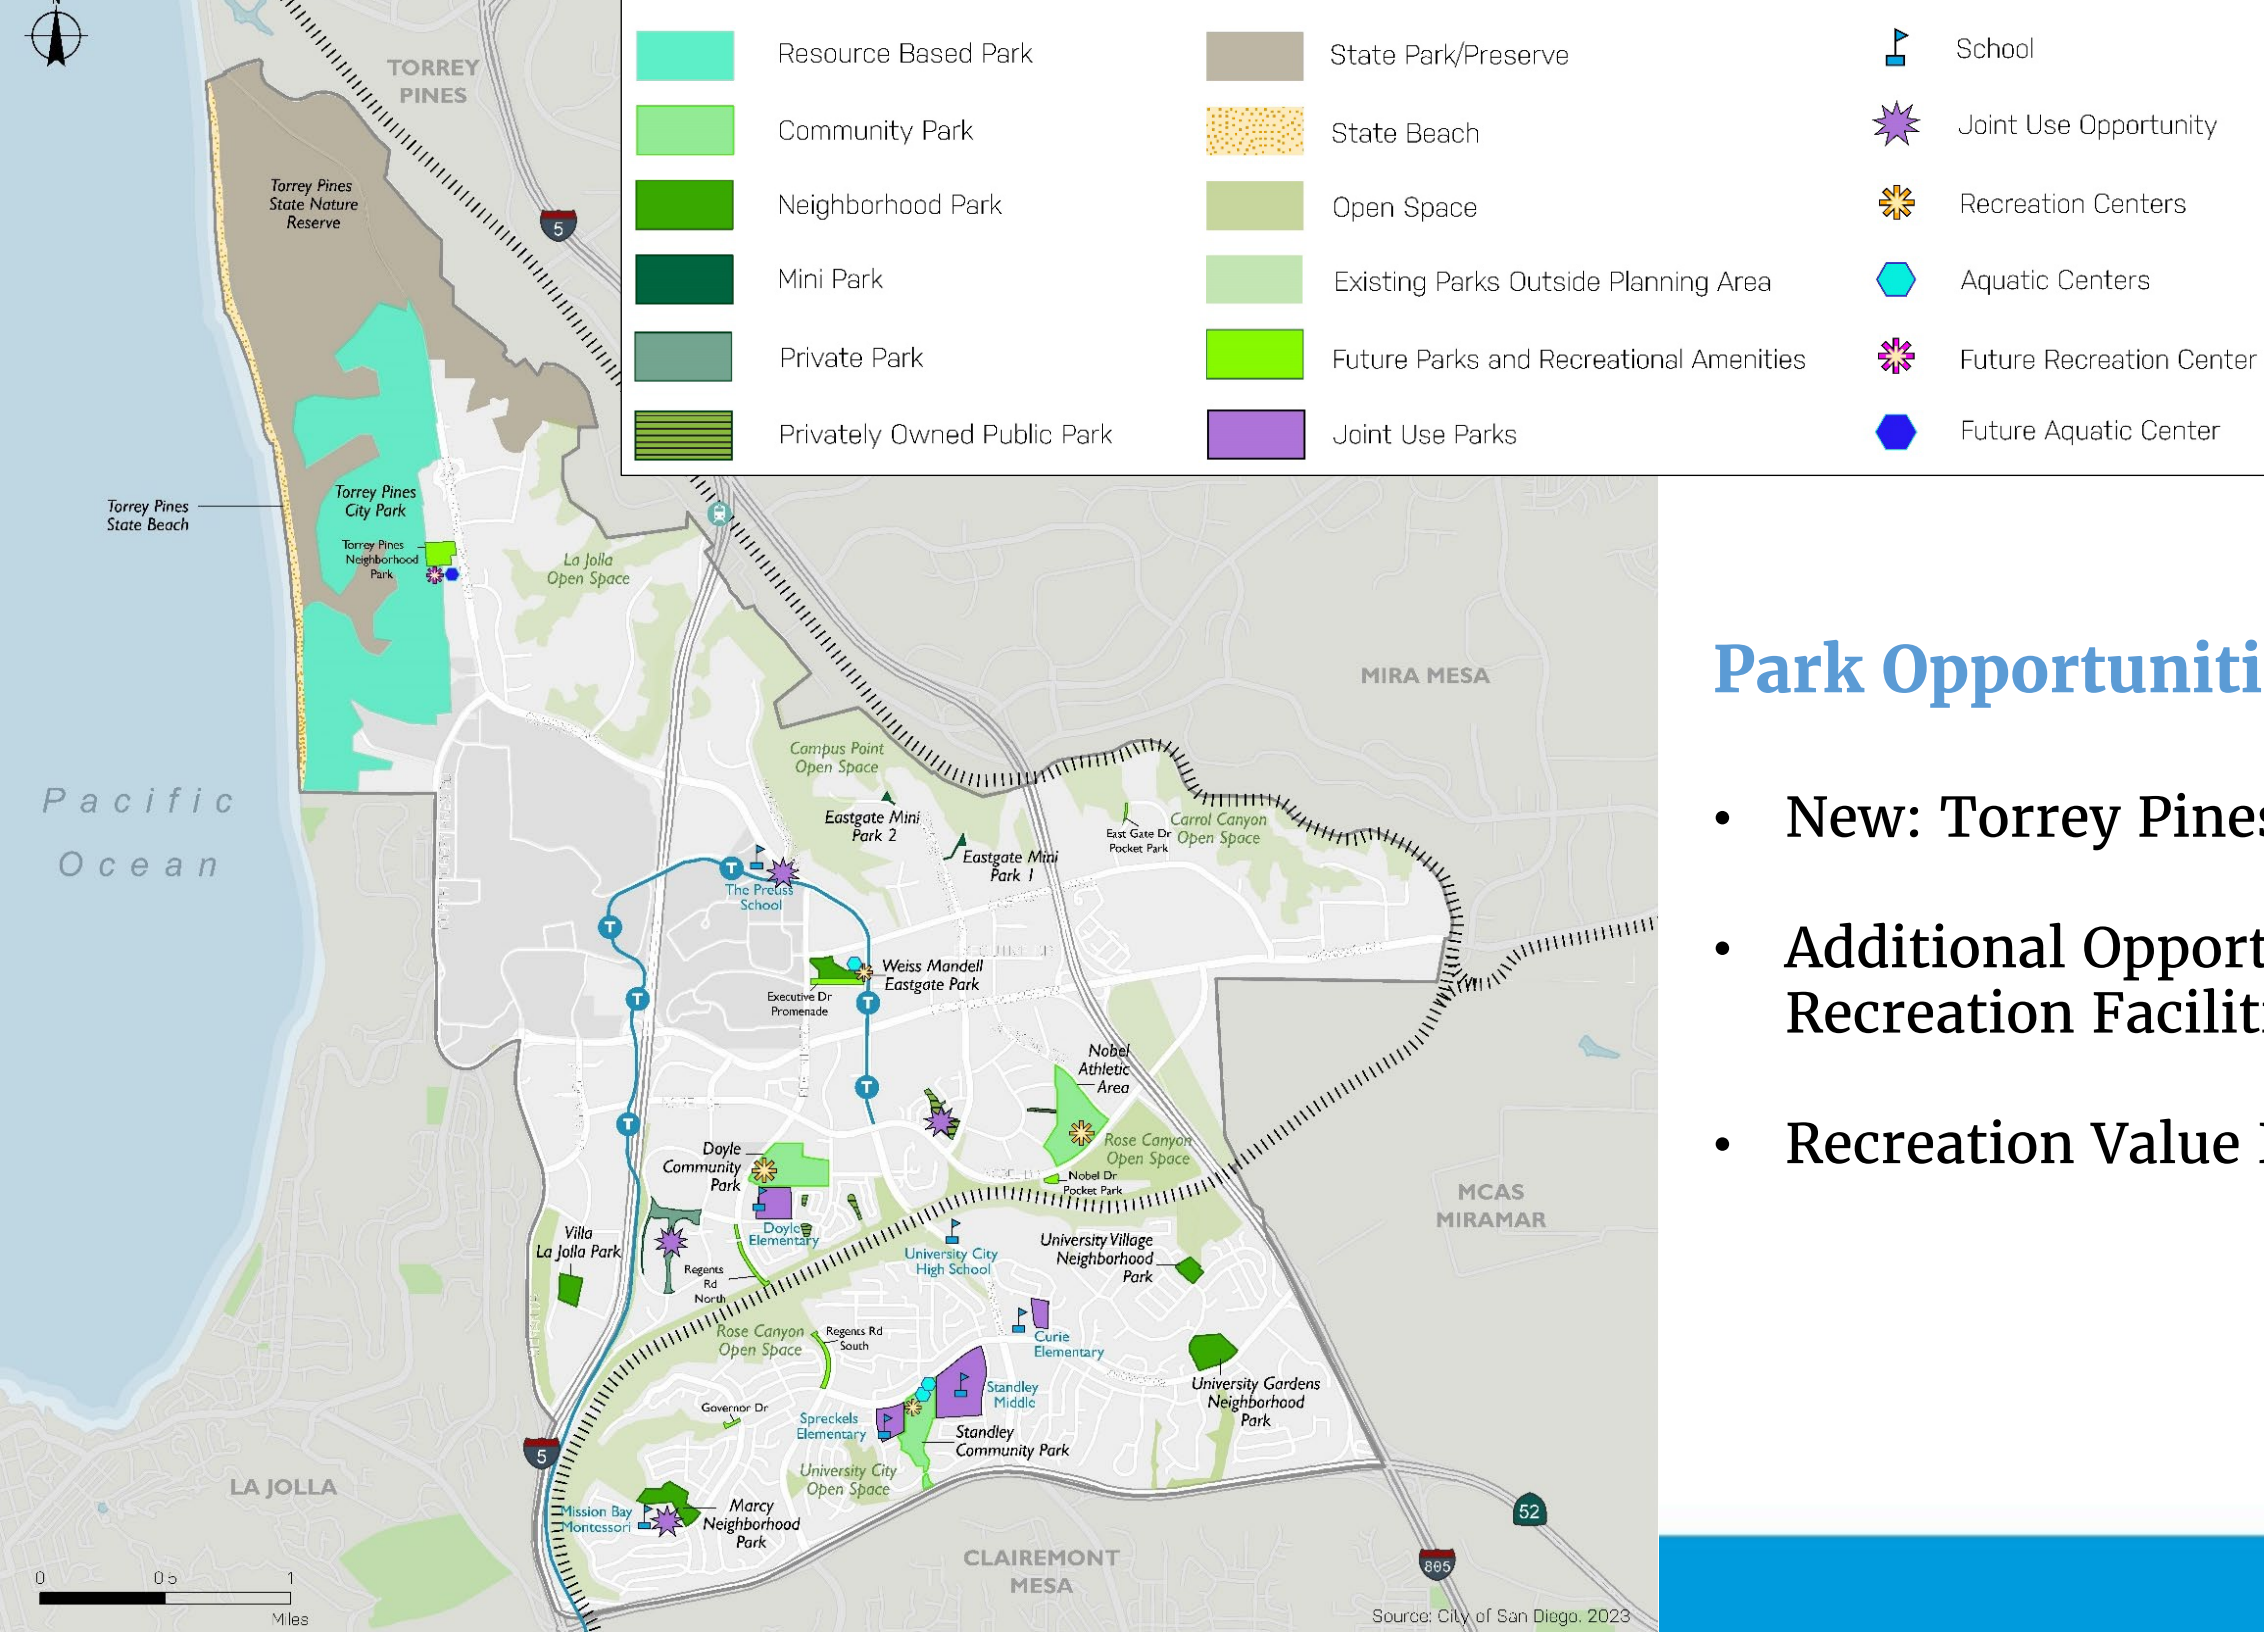 N
Resource Based Park
Community Park
Neighborhood Park
Mini Park
Private Park
Privately Owned Public Park
State Park/Preserve
State Beach
Open Space
Existing Parks Outside Planning Area
Future Parks and Recreational Amenities
Joint Use Parks
School
Joint Use Opportunity
Recreation Centers
Aquatic Centers
Future Recreation Center
Future Aquatic Center
TORREY
PINES
5
Torrey Pines
State Nature
Reserve
Torrey Pines
State Beach
Torrey Pines
City Park
Torrey Pines
Neighborhood
Park
La Jolla
Open Space
MIRA MESA
Campus Point
Open Space
Pacific
Ocean
Eastgate Mini
Park 2
Eastgate Mini
Park 1
East Gate Dr
Pocket Park
Carrol Canyon
Open Space
T
The Preuss
School
T
Weiss Mandell
Eastgate Park
Executive Dr
Promenade
T
T
Nobel
Athletic
Area
T
T
Doyle
Community
Park
Rose Canyon
Open Space
Nobel Dr
Pocket Park
MCAS
MIRAMAR
Doyle
Elementary
Villa
La Jolla Park
University City
High School
University Village
Neighborhood
Park
Regents
Rd
North
Rose Canyon
Open Space
Regents Rd
South
Curie
Elementary
Standley
Middle
University Gardens
Neighborhood
Park
Governor Dr
Spreckels
Elementary
Standley
Community Park
5
University City
Open Space
LA JOLLA
Mission Bay
Montessori
Marcy
Neighborhood
Park
52
CLAIREMONT
MESA
805
0 0 5 1
Miles
Source: City of San Diego. 2023
Park Opportuniti
• New: Torrey Pines
• Additional Opport
Recreation Faciliti
• Recreation Value